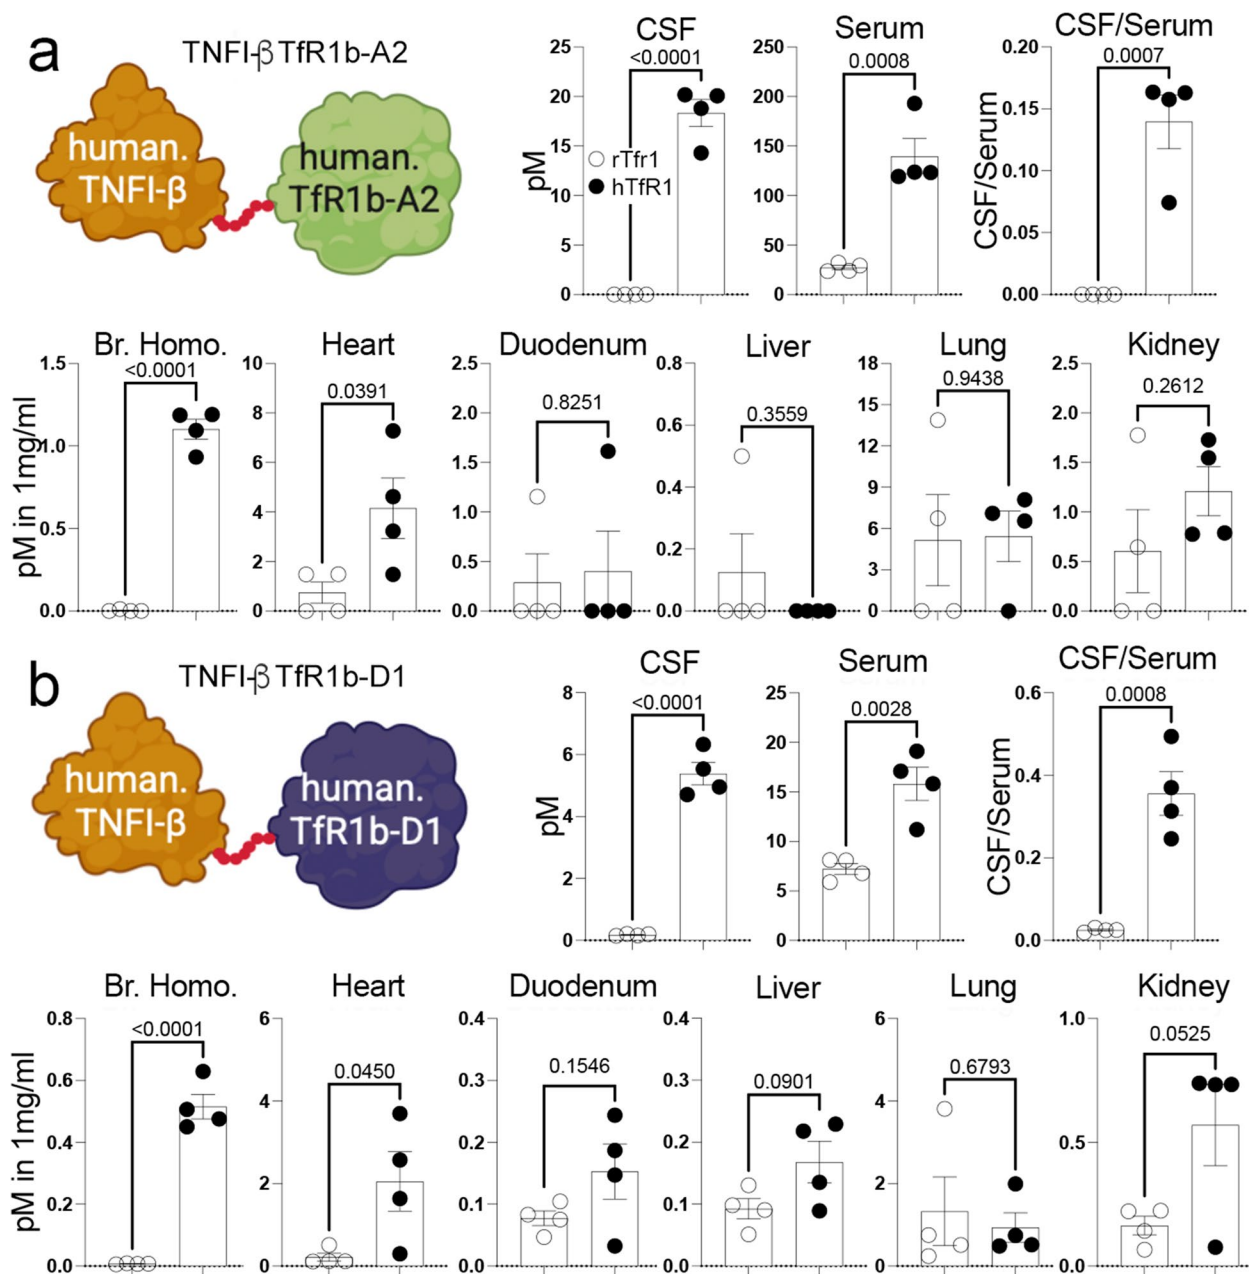 a
TNFI-β TfR1b-A2
human.
TNFI-β
human.
TfR1b-A2
CSF
<0.0001
25
20
15
10
5
0
pM
rTfr1
hTfR1
Serum
0.0008
250
200
150
100
50
0
CSF/Serum
0.0007
0.20
0.15
0.10
0.05
0.00
CSF/Serum
Br. Homo.
<0.0001
1.5
1.0
0.5
0.0
pM in 1mg/ml
Heart
0.0391
10
8
6
4
2
0
Duodenum
0.8251
2.5
2.0
1.5
1.0
0.5
0.0
Liver
0.3559
0.8
0.6
0.4
0.2
0.0
Lung
0.9438
18
15
12
9
6
3
0
Kidney
0.2612
2.5
2.0
1.5
1.0
0.5
0.0
b
TNFI-β TfR1b-D1
human.
TNFI-β
human.
TfR1b-D1
CSF
<0.0001
8
6
4
2
0
pM
Serum
0.0028
25
20
15
10
5
0
CSF/Serum
0.0008
0.6
0.4
0.2
0.0
CSF/Serum
Br. Homo.
<0.0001
0.8
0.6
0.4
0.2
0.0
pM in 1mg/ml
Heart
0.0450
6
4
2
0
Duodenum
0.1546
0.4
0.3
0.2
0.1
0.0
Liver
0.0901
0.4
0.3
0.2
0.1
0.0
Lung
0.6793
6
4
2
0
Kidney
0.0525
1.0
0.5
0.0